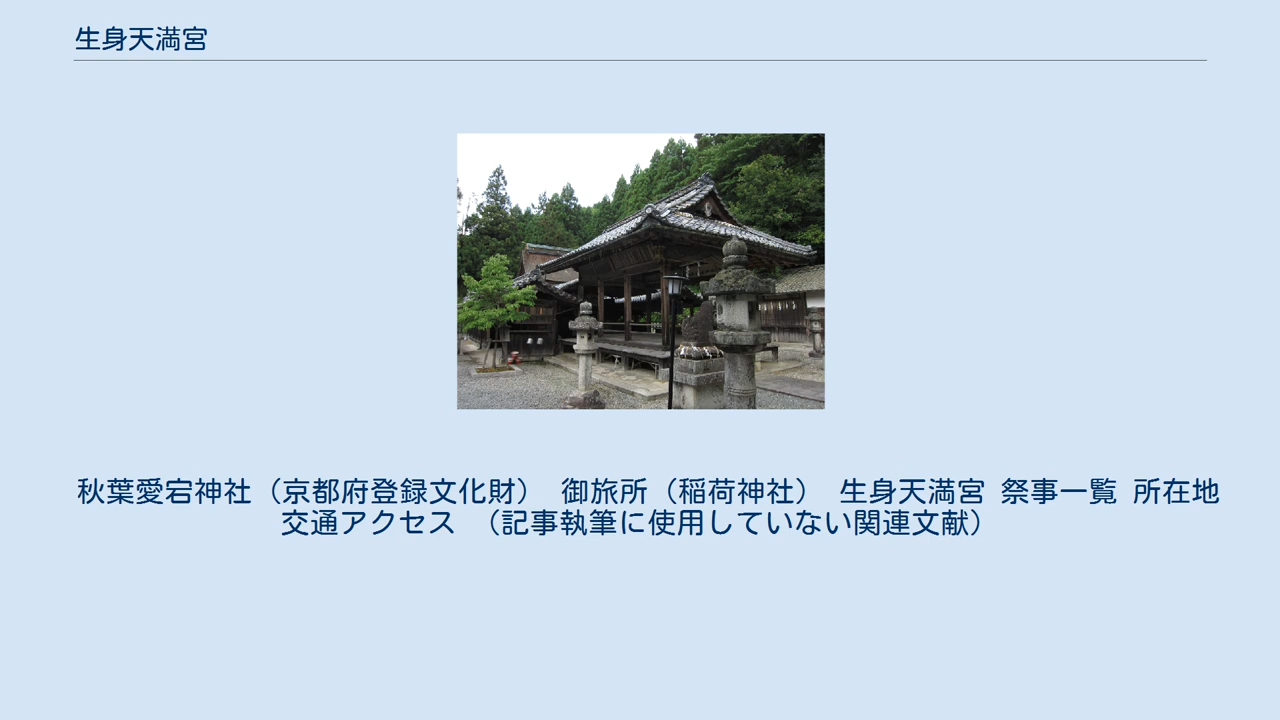 生身天満宮
秋葉愛宕神社（京都府登録文化財） 御旅所（稲荷神社） 生身天満宮 祭事一覧 所在地
交通アクセス （記事執筆に使用していない関連文献）